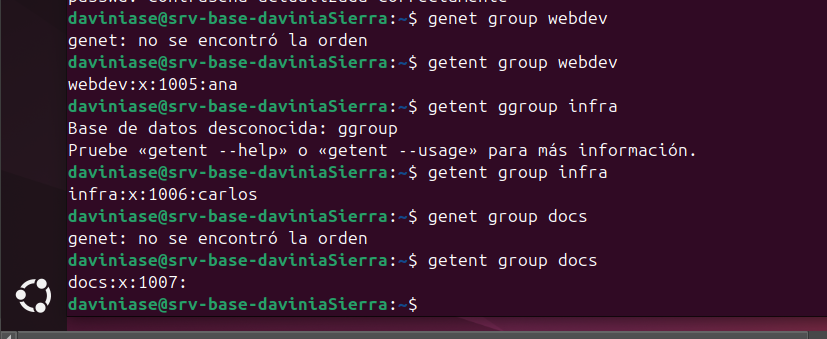 daviniase@srv-base-daviniaSierra:~$ genet group webdev
genet: no se encontró la orden
daviniase@srv-base-daviniaSierra:~$ getent group webdev
webdev:x:1005:ana
daviniase@srv-base-daviniaSierra:~$ getent ggroup infra
Base de datos desconocida: ggroup
Pruebe «getent --help» o «getent --usage» para más información.
daviniase@srv-base-daviniaSierra:~$ getent group infra
infra:x:1006:carlos
daviniase@srv-base-daviniaSierra:~$ genet group docs
genet: no se encontró la orden
daviniase@srv-base-daviniaSierra:~$ getent group docs
docs:x:1007:
daviniase@srv-base-daviniaSierra:~$